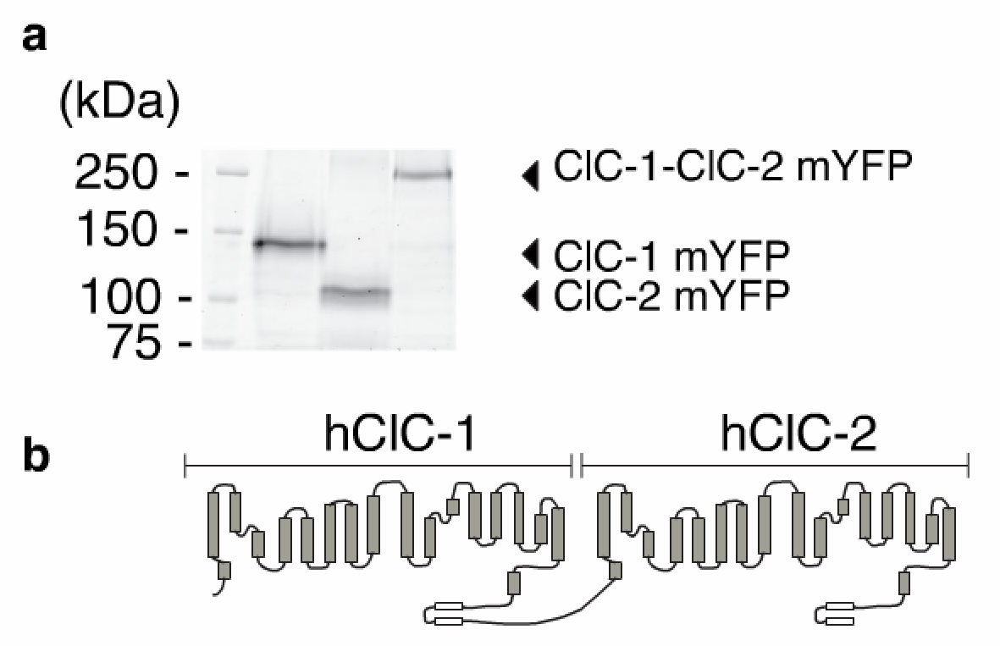 a
(kDa)
250 -
150 -
100 -
75 -
ClC-1-ClC-2 mYFP
ClC-1 mYFP
ClC-2 mYFP
b
hClC-1
hClC-2